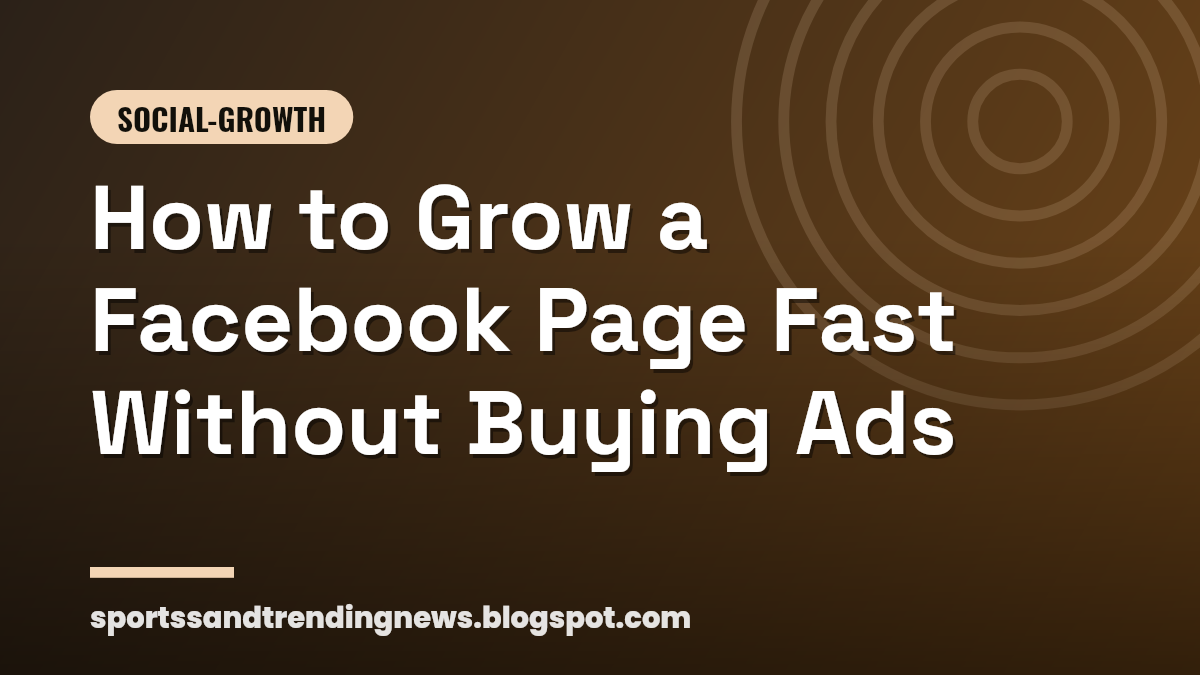 SOCIAL-GROWTH
How to Grow a
Facebook Page Fast
Without Buying Ads
sportssandtrendingnews.blogspot.com